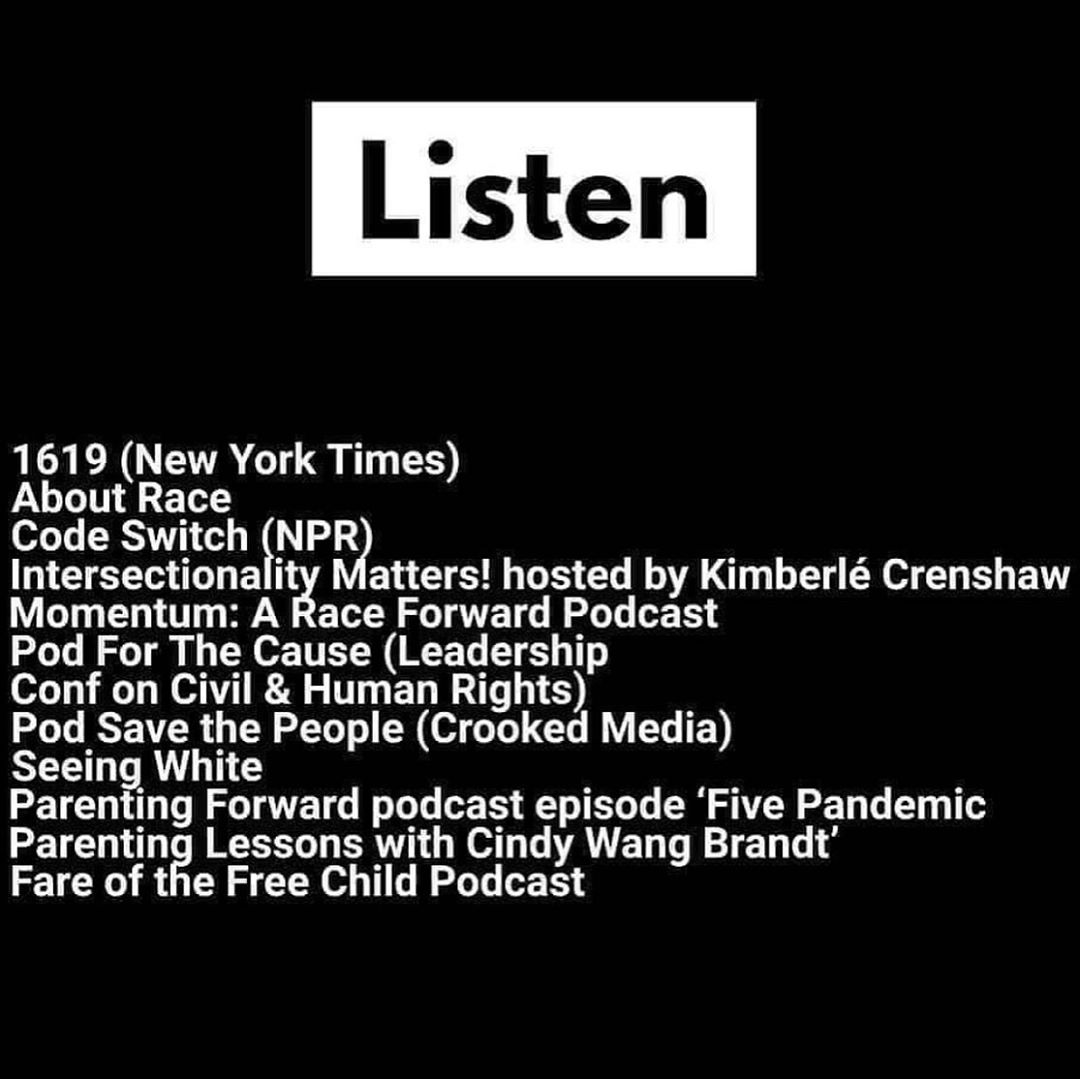 Listen
1619 (New York Times)
About Race
Code Switch (NPR)
Intersectionality Matters! hosted by Kimberlé Crenshaw
Momentum: A Race Forward Podcast
Pod For The Cause (Leadership
Conf on Civil & Human Rights)
Pod Save the People (Crooked Media)
Seeing White
Parenting Forward podcast episode ‘Five Pandemic
Parenting Lessons with Cindy Wang Brandt’
Fare of the Free Child Podcast